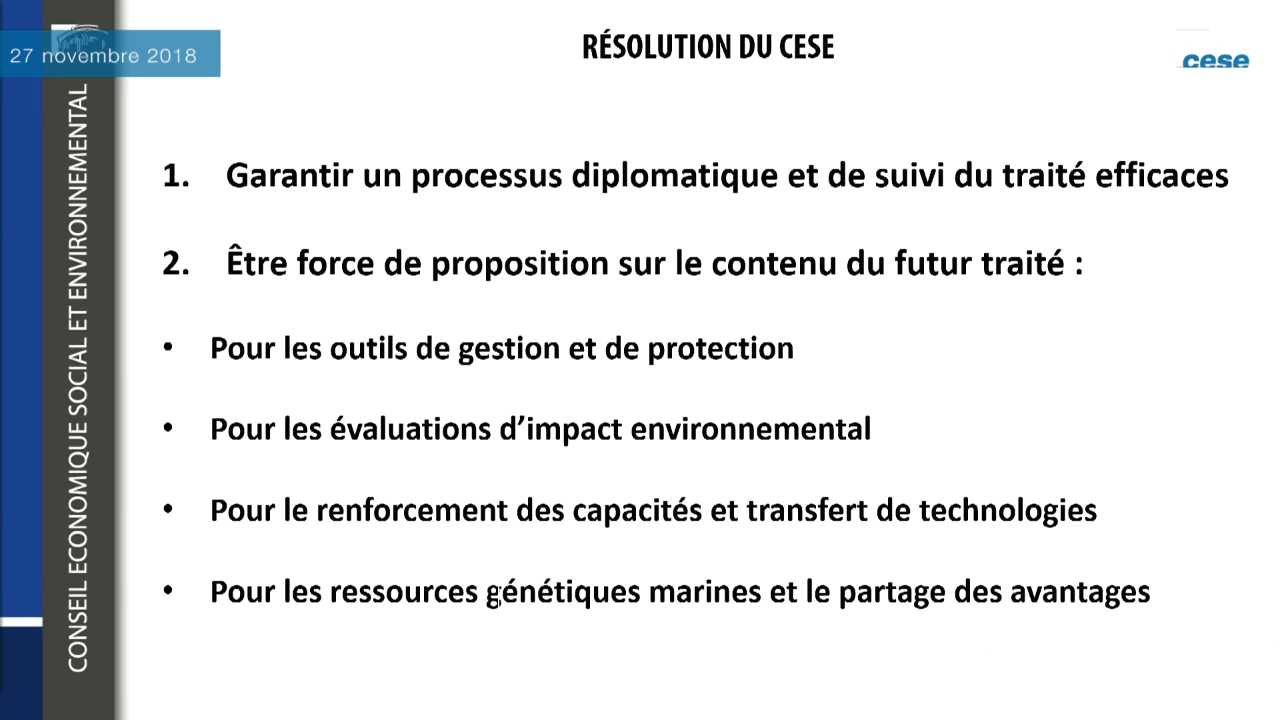 27 novembre 2018
RÉSOLUTION DU CESE
cese
CONSEIL ECONOMIQUE SOCIAL ET ENVIRONNEMENTAL
1. Garantir un processus diplomatique et de suivi du traité efficaces
2. Être force de proposition sur le contenu du futur traité :
• Pour les outils de gestion et de protection
• Pour les évaluations d’impact environnemental
• Pour le renforcement des capacités et transfert de technologies
• Pour les ressources génétiques marines et le partage des avantages